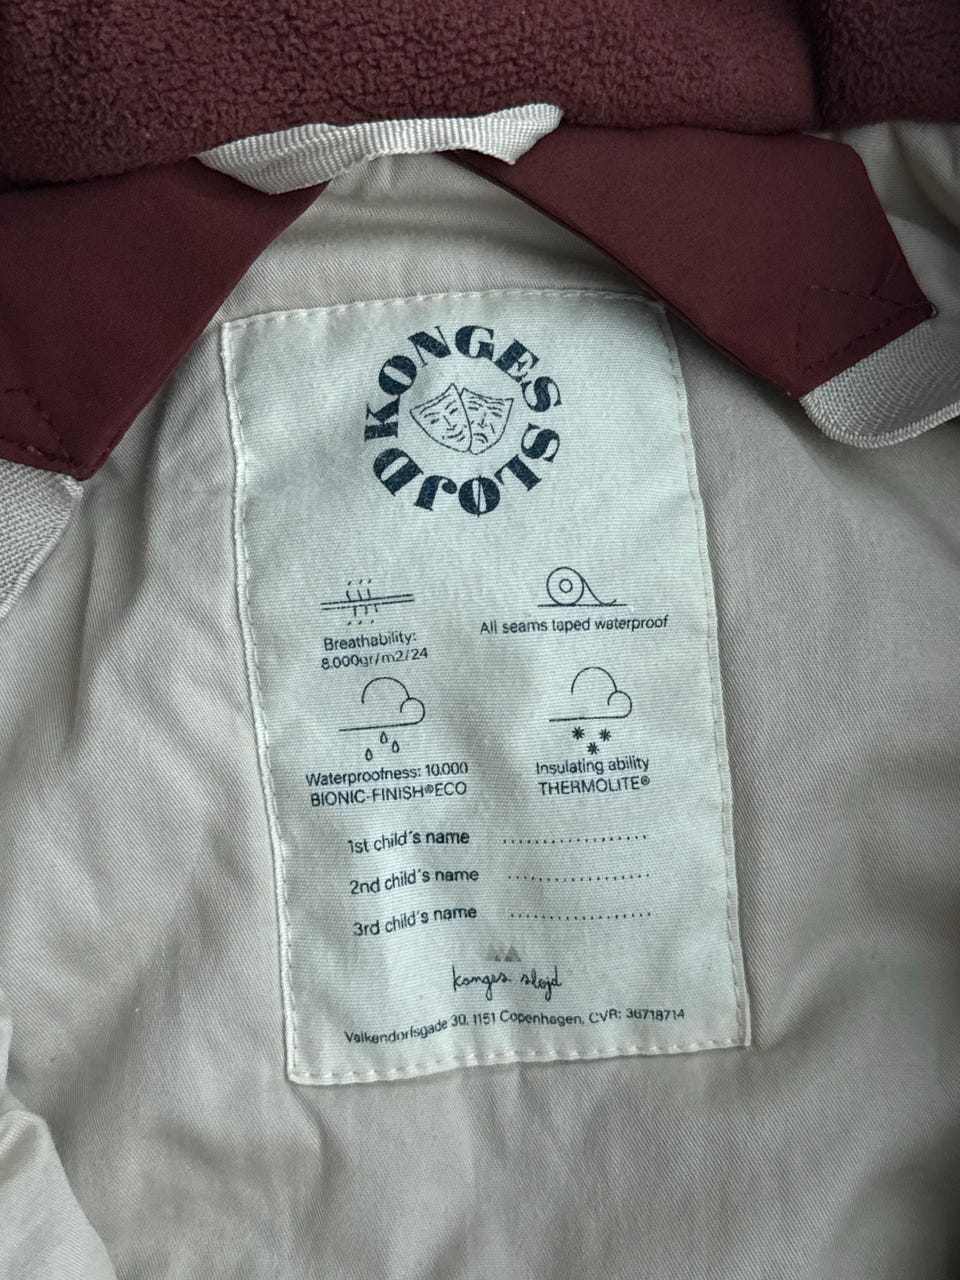 KONGES SLØJD
Breathability:
8.000gr/m2/24
All seams taped waterproof
Waterproofness: 10.000
BIONIC-FINISH®ECO
Insulating ability
THERMOLITE®
1st child's name ..................
2nd child's name ..................
3rd child's name ..................
konges sløjd
Valkendorfsgade 30, 1151 Copenhagen, CVR: 36718714